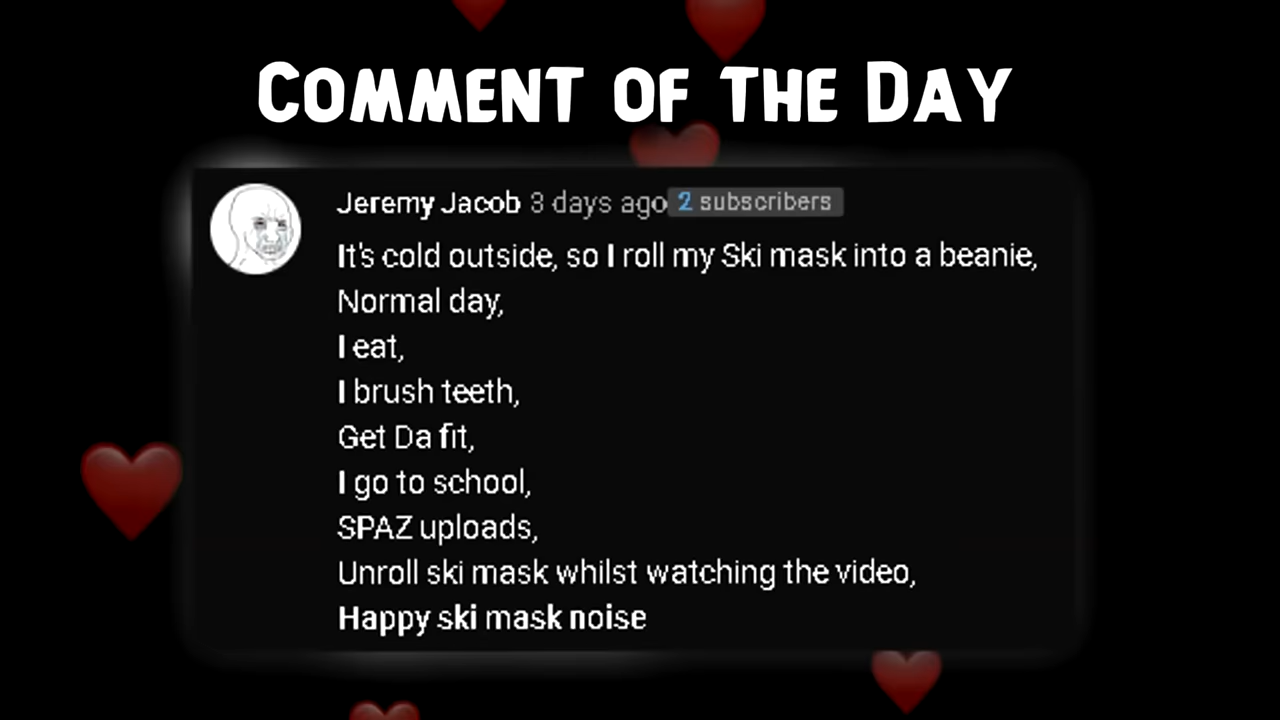 Comment of the Day
Jeremy Jacob 3 days ago 2 subscribers
It's cold outside, so I roll my Ski mask into a beanie,
Normal day,
I eat,
I brush teeth,
Get Da fit,
I go to school,
SPAZ uploads,
Unroll ski mask whilst watching the video,
Happy ski mask noise